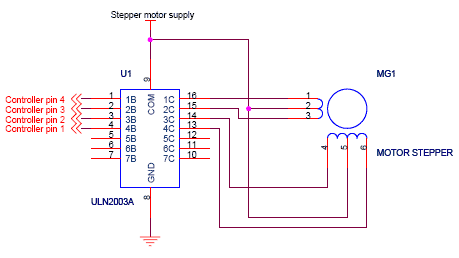 Stepper motor supply
U1
MG1
9
Controller pin 4 1 1B COM 1C 16 1
Controller pin 3 2 2B 2C 15 2
Controller pin 2 3 3B 3C 14 3
Controller pin 1 4 4B 4C 13
5 5B 5C 12
6 6B 6C 11
7 7B 7C 10
4 5 6
MOTOR STEPPER
GND
8
ULN2003A